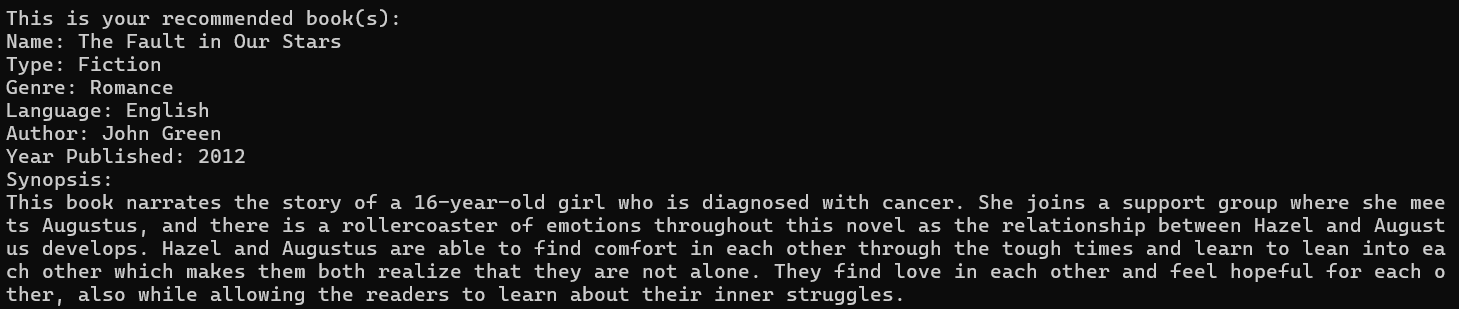 This is your recommended book(s):
Name: The Fault in Our Stars
Type: Fiction
Genre: Romance
Language: English
Author: John Green
Year Published: 2012
Synopsis:
This book narrates the story of a 16-year-old girl who is diagnosed with cancer. She joins a support group where she mee
ts Augustus, and there is a rollercoaster of emotions throughout this novel as the relationship between Hazel and August
us develops. Hazel and Augustus are able to find comfort in each other through the tough times and learn to lean into ea
ch other which makes them both realize that they are not alone. They find love in each other and feel hopeful for each o
ther, also while allowing the readers to learn about their inner struggles.